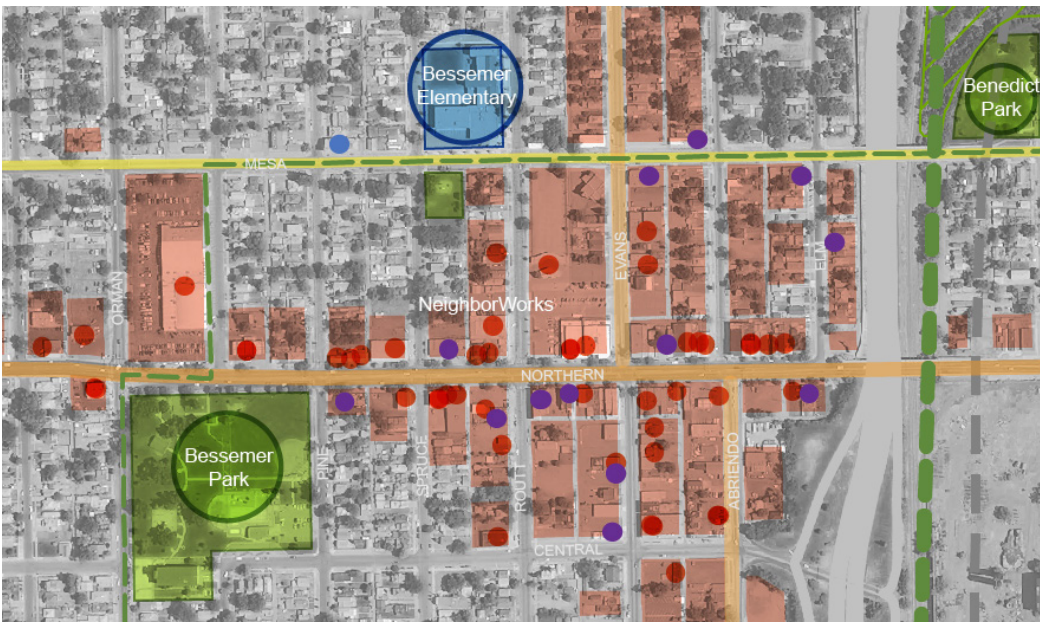 Bessemer
Elementary
Benedict
Park
MESA
EVANS
ELM
ORMAN
NeighborWorks
NORTHERN
PINE
SPRUCE
ROUTT
ABRIENDO
Bessemer
Park
CENTRAL